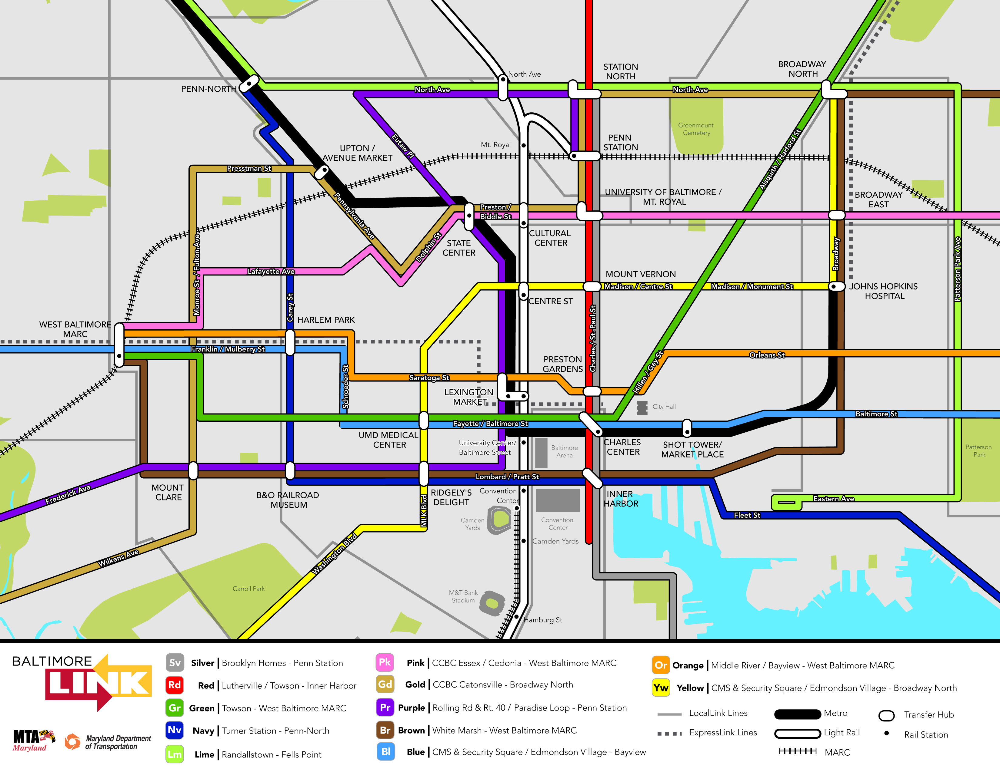 North Ave
STATION
NORTH
BROADWAY
NORTH
PENN-NORTH
North Ave
North Ave
Greenmount
Cemetery
PENN
STATION
Mt. Royal
Eutaw Pl
UPTON /
AVENUE MARKET
Presstman St
Aisquith / Harford St
UNIVERSITY OF BALTIMORE /
MT. ROYAL
BROADWAY
EAST
Pennsylvania Ave
Preston /
Biddle St
CULTURAL
CENTER
STATE
CENTER
Dolphin St
Monroe St / Fulton Ave
Lafayette Ave
Broadway
Patterson Park Ave
MOUNT VERNON
Madison / Centre St
Madison / Monument St
JOHNS HOPKINS
HOSPITAL
CENTRE ST
Carey St
HARLEM PARK
WEST BALTIMORE
MARC
Franklin / Mulberry St
Charles / St. Paul St
PRESTON
GARDENS
Orleans St
Hillen / Gay St
Schroeder St
Saratoga St
LEXINGTON
MARKET
City Hall
Baltimore St
Fayette / Baltimore St
UMD MEDICAL
CENTER
University Center/
Baltimore Street
Baltimore
Arena
CHARLES
CENTER
SHOT TOWER/
MARKET PLACE
Patterson
Park
Lombard / Pratt St
Frederick Ave
MOUNT
CLARE
B&O RAILROAD
MUSEUM
RIDGELY'S
DELIGHT
Convention
Center
INNER
HARBOR
Eastern Ave
Fleet St
MLK Blvd
Camden
Yards
Convention
Center
Camden Yards
Wilkens Ave
Washington Blvd
Carroll Park
M&T Bank
Stadium
Hamburg St
BALTIMORE
LINK
MTA
Maryland
Maryland Department
of Transportation
Sv Silver | Brooklyn Homes - Penn Station
Rd Red | Lutherville / Towson - Inner Harbor
Gr Green | Towson - West Baltimore MARC
Nv Navy | Turner Station - Penn-North
Lm Lime | Randallstown - Fells Point
Pk Pink | CCBC Essex / Cedonia - West Baltimore MARC
Gd Gold | CCBC Catonsville - Broadway North
Pr Purple | Rolling Rd & Rt. 40 / Paradise Loop - Penn Station
Br Brown | White Marsh - West Baltimore MARC
Bl Blue | CMS & Security Square / Edmondson Village - Bayview
Or Orange | Middle River / Bayview - West Baltimore MARC
Yw Yellow | CMS & Security Square / Edmondson Village - Broadway North
LocalLink Lines
ExpressLink Lines
Metro
Light Rail
MARC
Transfer Hub
Rail Station